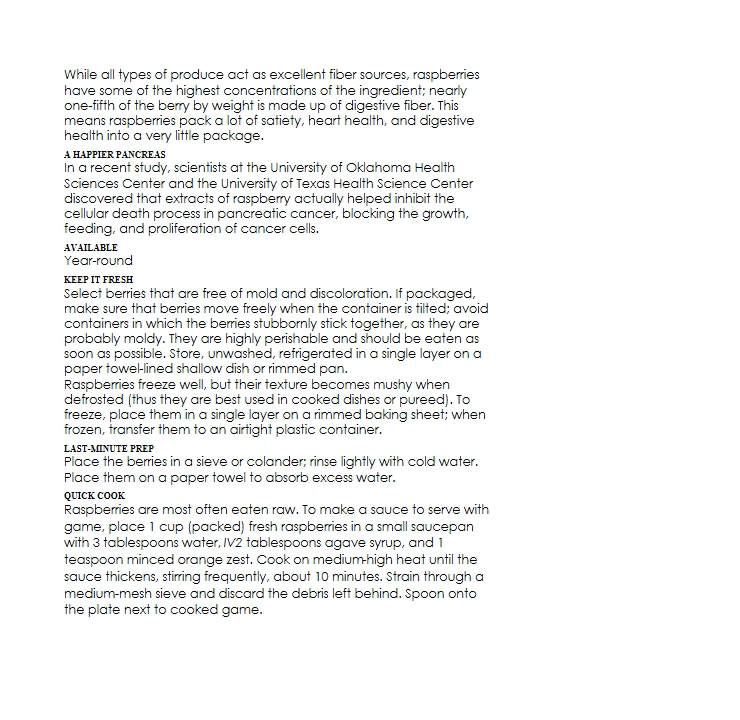 While all types of produce act as excellent fiber sources, raspberries
have some of the highest concentrations of the ingredient; nearly
one-fifth of the berry by weight is made up of digestive fiber. This
means raspberries pack a lot of satiety, heart health, and digestive
health into a very little package.
A HAPPIER PANCREAS
In a recent study, scientists at the University of Oklahoma Health
Sciences Center and the University of Texas Health Science Center
discovered that extracts of raspberry actually helped inhibit the
cellular death process in pancreatic cancer, blocking the growth,
feeding, and proliferation of cancer cells.
AVAILABLE
Year-round
KEEP IT FRESH
Select berries that are free of mold and discoloration. If packaged,
make sure that berries move freely when the container is tilted; avoid
containers in which the berries stubbornly stick together, as they are
probably moldy. They are highly perishable and should be eaten as
soon as possible. Store, unwashed, refrigerated in a single layer on a
paper towel-lined shallow dish or rimmed pan.
Raspberries freeze well, but their texture becomes mushy when
defrosted (thus they are best used in cooked dishes or pureed). To
freeze, place them in a single layer on a rimmed baking sheet; when
frozen, transfer them to an airtight plastic container.
LAST-MINUTE PREP
Place the berries in a sieve or colander; rinse lightly with cold water.
Place them on a paper towel to absorb excess water.
QUICK COOK
Raspberries are most often eaten raw. To make a sauce to serve with
game, place 1 cup (packed) fresh raspberries in a small saucepan
with 3 tablespoons water, IV2 tablespoons agave syrup, and 1
teaspoon minced orange zest. Cook on medium-high heat until the
sauce thickens, stirring frequently, about 10 minutes. Strain through a
medium-mesh sieve and discard the debris left behind. Spoon onto
the plate next to cooked game.